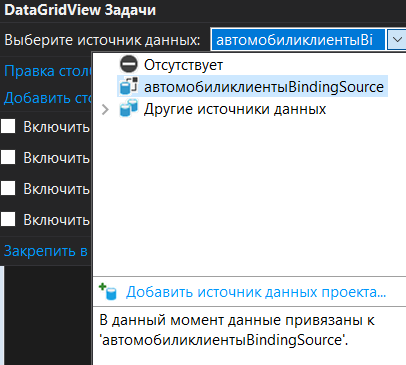 DataGridView Задачи
Выберите источник данных: автомобиликлиентыBi
Правка стол
Добавить сто
Включить
Включить
Включить
Включить
Закрепить в
Отсутствует
автомобиликлиентыBindingSource
Другие источники данных
Добавить источник данных проекта...
В данный момент данные привязаны к
'автомобиликлиентыBindingSource'.